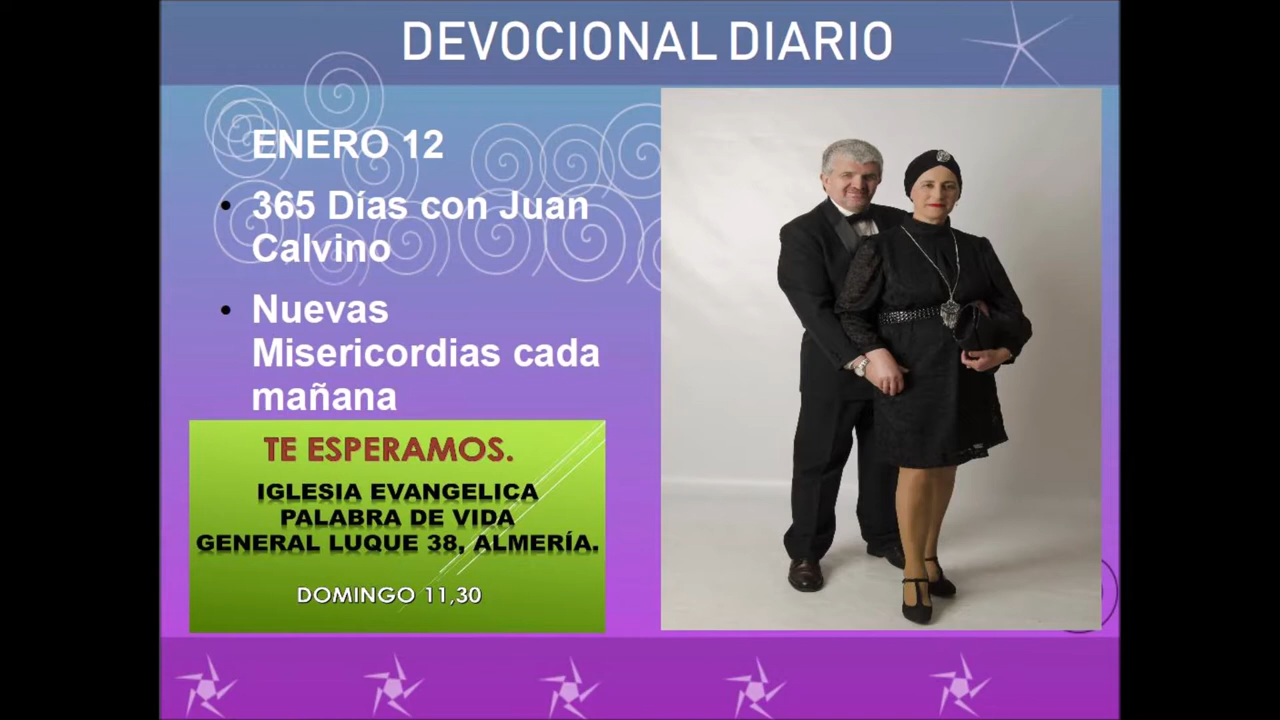 DEVOCIONAL DIARIO
ENERO 12
• 365 Días con Juan
Calvino
• Nuevas
Misericordias cada
mañana
TE ESPERAMOS.
IGLESIA EVANGELICA
PALABRA DE VIDA
GENERAL LUQUE 38, ALMERÍA.
DOMINGO 11,30